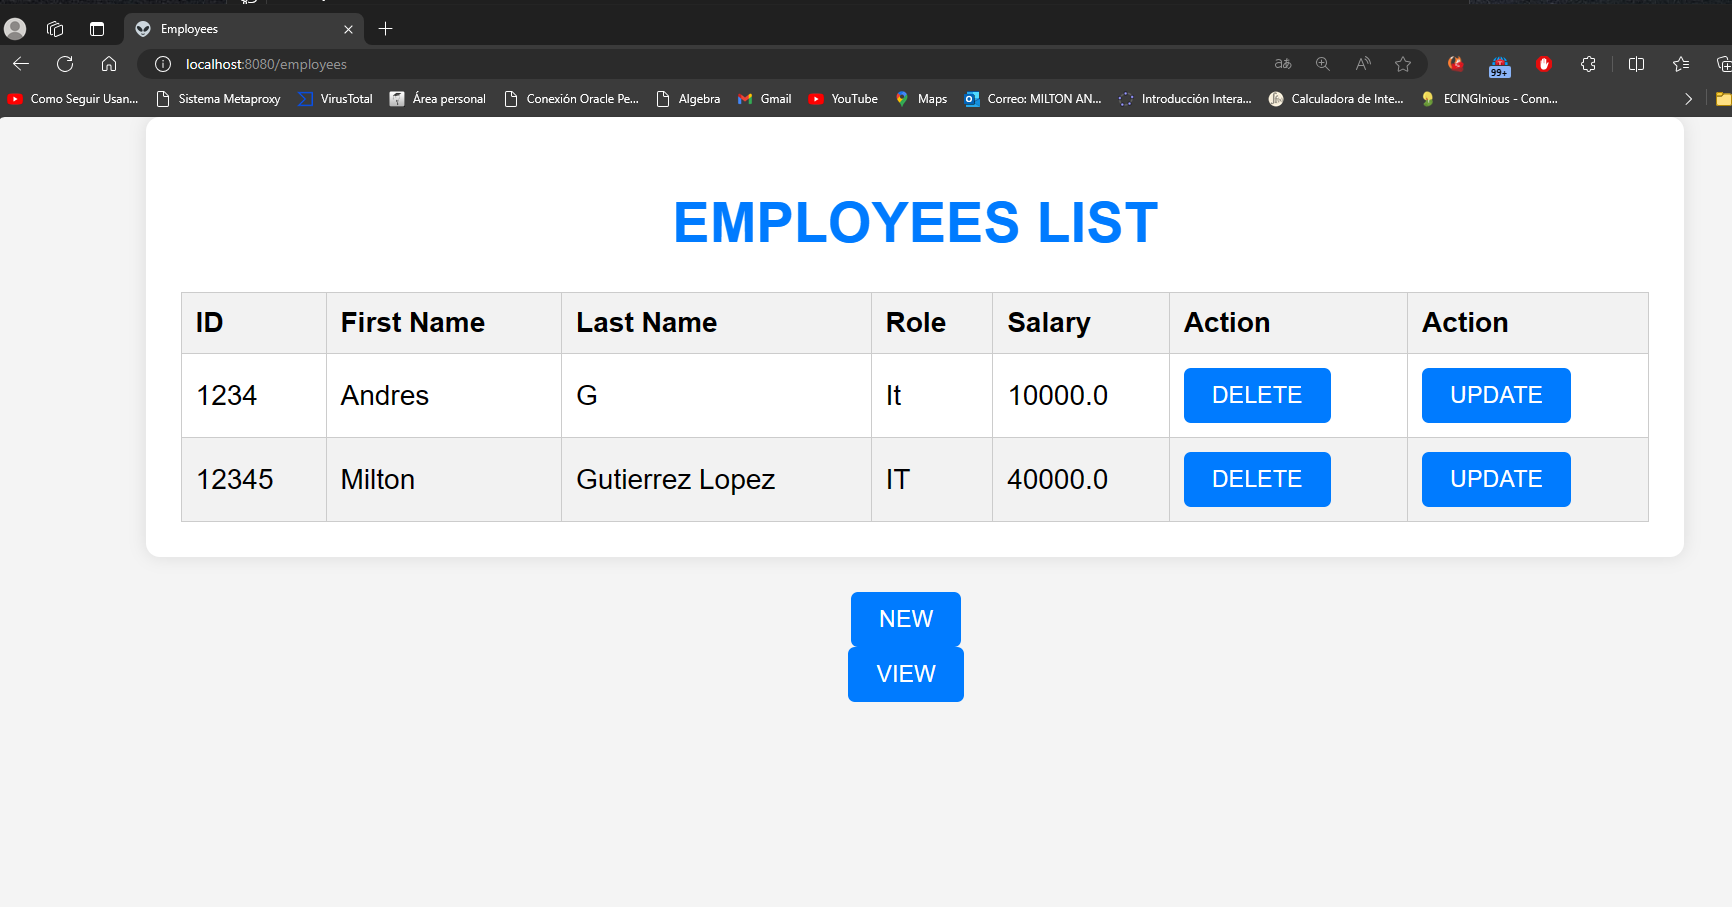 Employees
localhost:8080/employees
aあ
99+
Como Seguir Usan... Sistema Metaproxy VirusTotal Área personal Conexión Oracle Pe... Algebra Gmail YouTube Maps Correo: MILTON AN... Introducción Intera... Calculadora de Inte... ECINGInious - Conn...
EMPLOYEES LIST
ID First Name Last Name Role Salary Action Action
1234 Andres G It 10000.0 DELETE UPDATE
12345 Milton Gutierrez Lopez IT 40000.0 DELETE UPDATE
NEW
VIEW